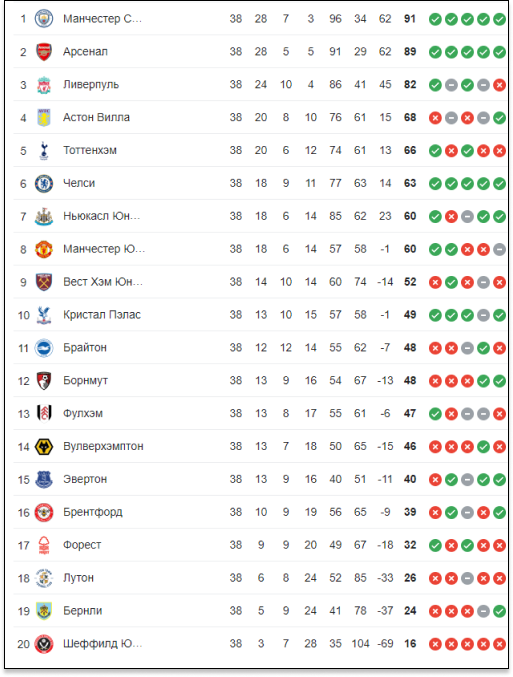 1 Манчестер С... 38 28 7 3 96 34 62 91
2 Арсенал 38 28 5 5 91 29 62 89
3 Ливерпуль 38 24 10 4 86 41 45 82
4 Астон Вилла 38 20 8 10 76 61 15 68
5 Тоттенхэм 38 20 6 12 74 61 13 66
6 Челси 38 18 9 11 77 63 14 63
7 Ньюкасл Юн... 38 18 6 14 85 62 23 60
8 Манчестер Ю... 38 18 6 14 57 58 -1 60
9 Вест Хэм Юн... 38 14 10 14 60 74 -14 52
10 Кристал Пэлас 38 13 10 15 57 58 -1 49
11 Брайтон 38 12 12 14 55 62 -7 48
12 Борнмут 38 13 9 16 54 67 -13 48
13 Фулхэм 38 13 8 17 55 61 -6 47
14 Вулверхэмптон 38 13 7 18 50 65 -15 46
15 Эвертон 38 13 9 16 40 51 -11 40
16 Брентфорд 38 10 9 19 56 65 -9 39
17 Форест 38 9 9 20 49 67 -18 32
18 Лутон 38 6 8 24 52 85 -33 26
19 Бернли 38 5 9 24 41 78 -37 24
20 Шеффилд Ю... 38 3 7 28 35 104 -69 16